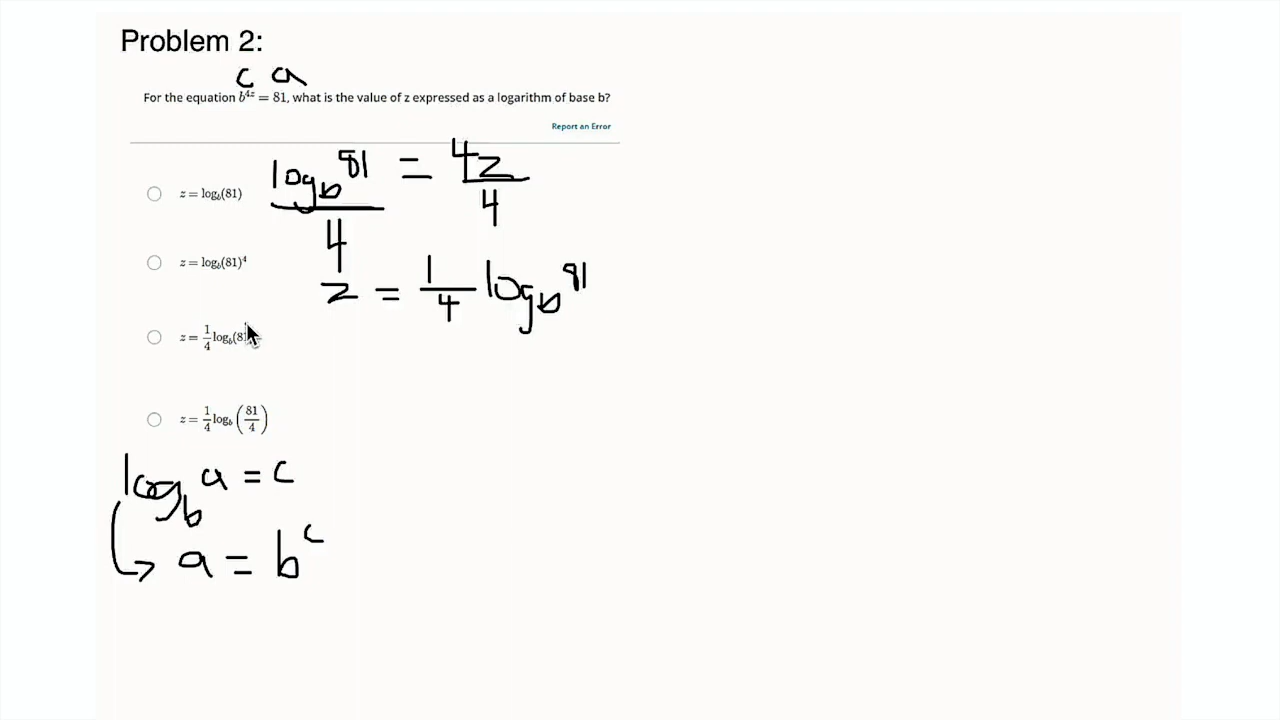 Problem 2:
c a
For the equation b⁴ᶻ = 81, what is the value of z expressed as a logarithm of base b?
Report an Error
log_b 81 / 4 = 4z / 4
z = log_b(81)
z = log_b(81)⁴
z = 1/4 log_b 81
z = 1/4 log_b(8
z = 1/4 log_b(81/4)
log_b a = c
a = b^c